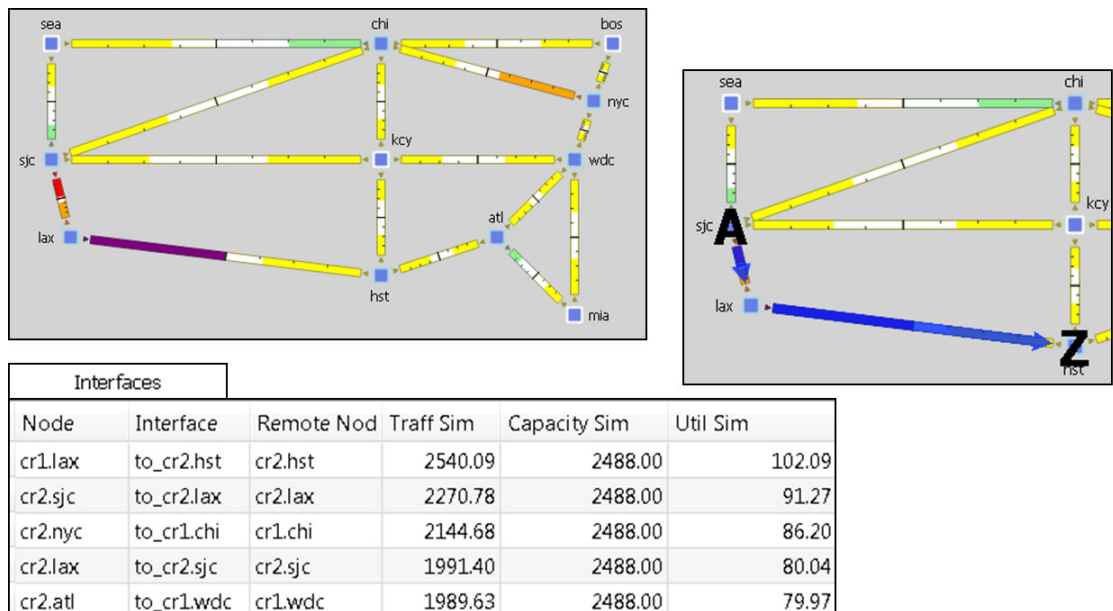 sea chi bos
nyc
kcy
sjc wdc
atl
lax
hst
mia
sea chi
kcy
sjc A
lax
Z
hst
Interfaces
Node Interface Remote Nod Traff Sim Capacity Sim Util Sim
cr1.lax to_cr2.hst cr2.hst 2540.09 2488.00 102.09
cr2.sjc to_cr2.lax cr2.lax 2270.78 2488.00 91.27
cr2.nyc to_cr1.chi cr1.chi 2144.68 2488.00 86.20
cr2.lax to_cr2.sjc cr2.sjc 1991.40 2488.00 80.04
cr2.atl to_cr1.wdc cr1.wdc 1989.63 2488.00 79.97